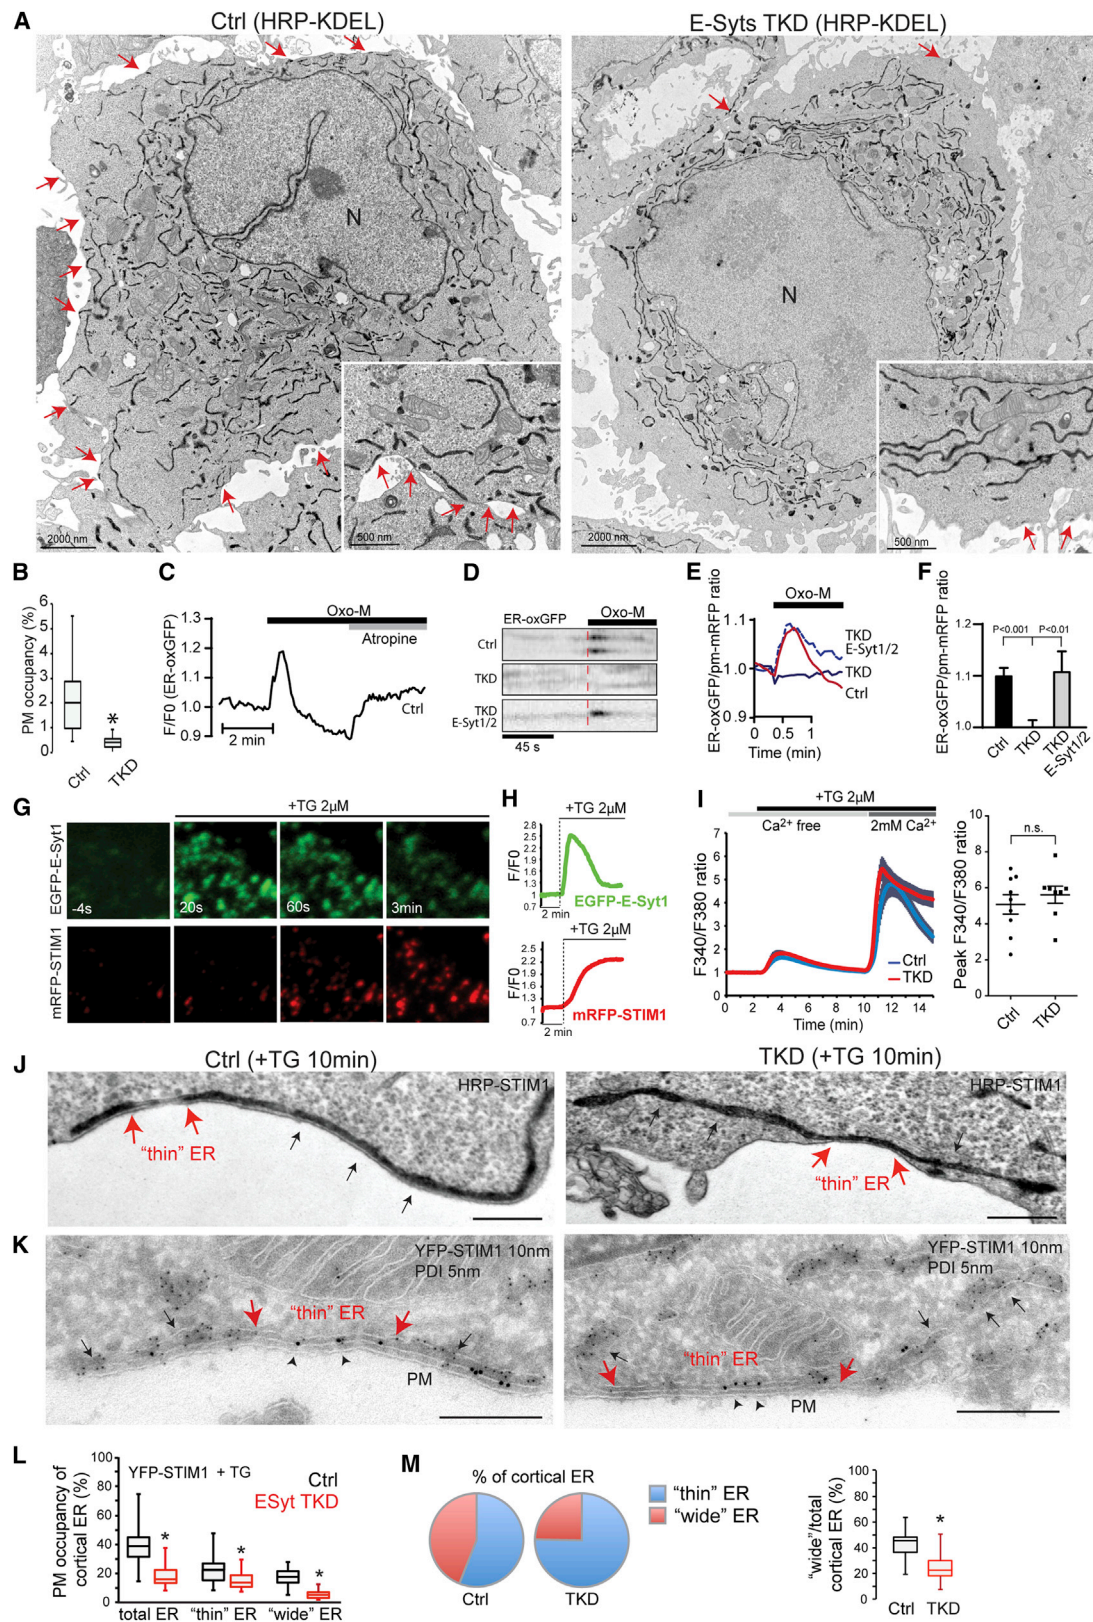 A
Ctrl (HRP-KDEL)
E-Syts TKD (HRP-KDEL)
N
2000 nm
500 nm
N
2000 nm
500 nm
B
PM occupancy (%)
6
5
4
3
2
1
0
*
Ctrl
TKD
C
F/F0 (ER-oxGFP)
1.3
1.2
1.1
1.0
0.9
Oxo-M
Atropine
Ctrl
2 min
D
ER-oxGFP
Oxo-M
Ctrl
TKD
TKD
E-Syt1/2
45 s
E
ER-oxGFP/pm-mRFP ratio
Oxo-M
1.1
1.0
0.9
TKD
E-Syt1/2
TKD
Ctrl
0 0.5 1
Time (min)
F
ER-oxGFP/pm-mRFP ratio
P<0.001
P<0.01
1.2
1.1
1.0
Ctrl
TKD
TKD
E-Syt1/2
G
+TG 2μM
EGFP-E-Syt1
-4s
20s
60s
3min
mRFP-STIM1
H
+TG 2μM
F/F0
2.8
2.5
2.2
1.9
1.6
1.3
1
0.7
2 min
EGFP-E-Syt1
+TG 2μM
F/F0
2.8
2.5
2.2
1.9
1.6
1.3
1
0.7
2 min
mRFP-STIM1
I
+TG 2μM
Ca2+ free
2mM Ca2+
F340/F380 ratio
7
6
5
4
3
2
1
0
Ctrl
TKD
0 2 4 6 8 10 12 14
Time (min)
n.s.
Peak F340/F380 ratio
10
8
6
4
2
0
Ctrl
TKD
J
Ctrl (+TG 10min)
TKD (+TG 10min)
HRP-STIM1
"thin" ER
HRP-STIM1
"thin" ER
K
YFP-STIM1 10nm
PDI 5nm
"thin" ER
PM
YFP-STIM1 10nm
PDI 5nm
"thin" ER
PM
L
PM occupancy of
cortical ER (%)
100
80
60
40
20
0
YFP-STIM1 + TG
Ctrl
ESyt TKD
*
*
*
total ER
"thin" ER
"wide" ER
M
% of cortical ER
"thin" ER
"wide" ER
Ctrl
TKD
"wide"/total
cortical ER (%)
100
80
60
40
20
0
*
Ctrl
TKD